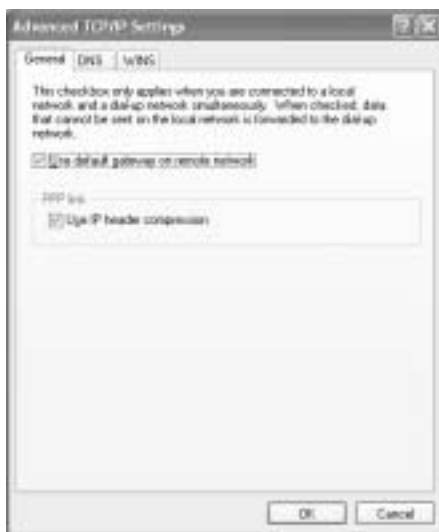 Advanced TCP/IP Settings
General DNS WINS
This checkbox only applies when you are connected to a local
network and a dial-up network simultaneously. When checked, data
that cannot be sent on the local network is forwarded to the dial-up
network.
Use default gateway on remote network
PPP link
Use IP header compression
OK Cancel